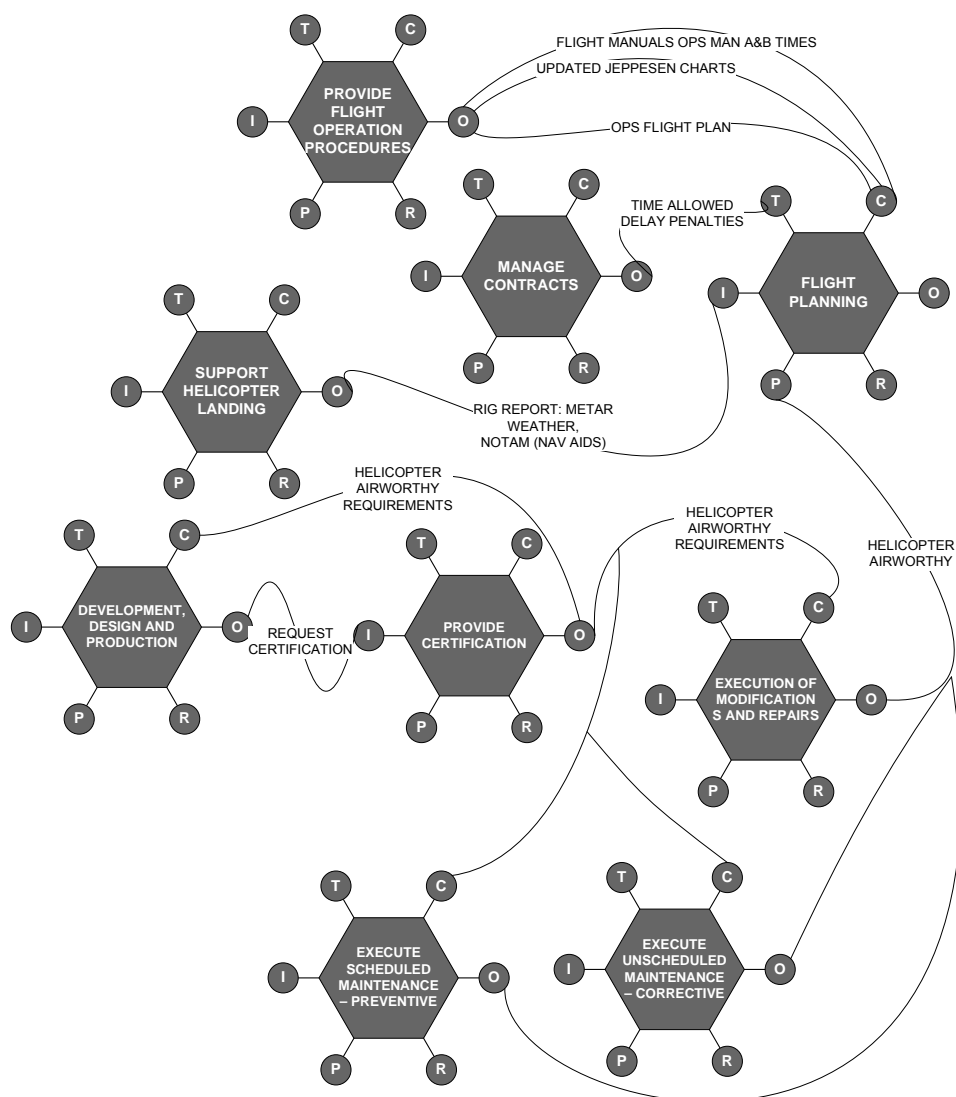 T
C
FLIGHT MANUALS OPS MAN A&B TIMES
UPDATED JEPPESEN CHARTS
PROVIDE
FLIGHT
OPERATION
PROCEDURES
I
O
OPS FLIGHT PLAN
P
R
T
C
TIME ALLOWED
DELAY PENALTIES
T
C
MANAGE
CONTRACTS
I
O
P
R
FLIGHT
PLANNING
I
O
P
R
T
C
SUPPORT
HELICOPTER
LANDING
I
O
P
R
RIG REPORT: METAR
WEATHER,
NOTAM (NAV AIDS)
HELICOPTER
AIRWORTHY
REQUIREMENTS
HELICOPTER
AIRWORTHY
REQUIREMENTS
HELICOPTER
AIRWORTHY
T
C
DEVELOPMENT,
DESIGN AND
PRODUCTION
I
O
P
R
REQUEST
CERTIFICATION
T
C
PROVIDE
CERTIFICATION
I
O
P
R
T
C
EXECUTION OF
MODIFICATION
S AND REPAIRS
I
O
P
R
T
C
EXECUTE
SCHEDULED
MAINTENANCE
– PREVENTIVE
I
O
P
R
T
C
EXECUTE
UNSCHEDULED
MAINTENANCE
– CORRECTIVE
I
O
P
R